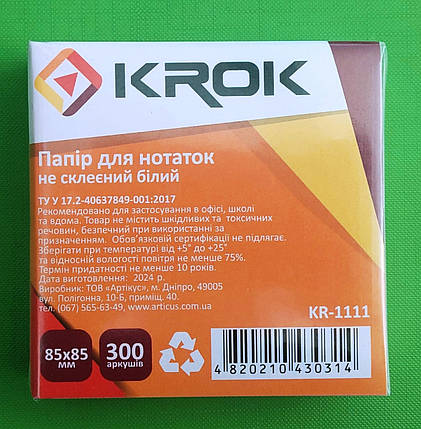 KROK
Папір для нотаток
не склеєний білий
ТУ У 17.2-40637849-001:2017
Рекомендовано для застосування в офісі, школі
та вдома. Товар не містить шкідливих та токсичних
речовин, безпечний при використанні за
призначенням. Обов'язковій сертифікації не підлягає.
Зберігати при температурі від +5° до +25°
та відносній вологості повітря не менше 75%.
Термін придатності не менше 10 років.
Дата виготовлення: 2024 р.
Виробник: ТОВ «Артікус», м. Дніпро, 49005
вул. Полігонна, 10-Б, приміщ. 40.
тел. (067) 565-63-49, www.articus.com.ua
KR-1111
85x85
мм
300
аркушів
4 820210 430314